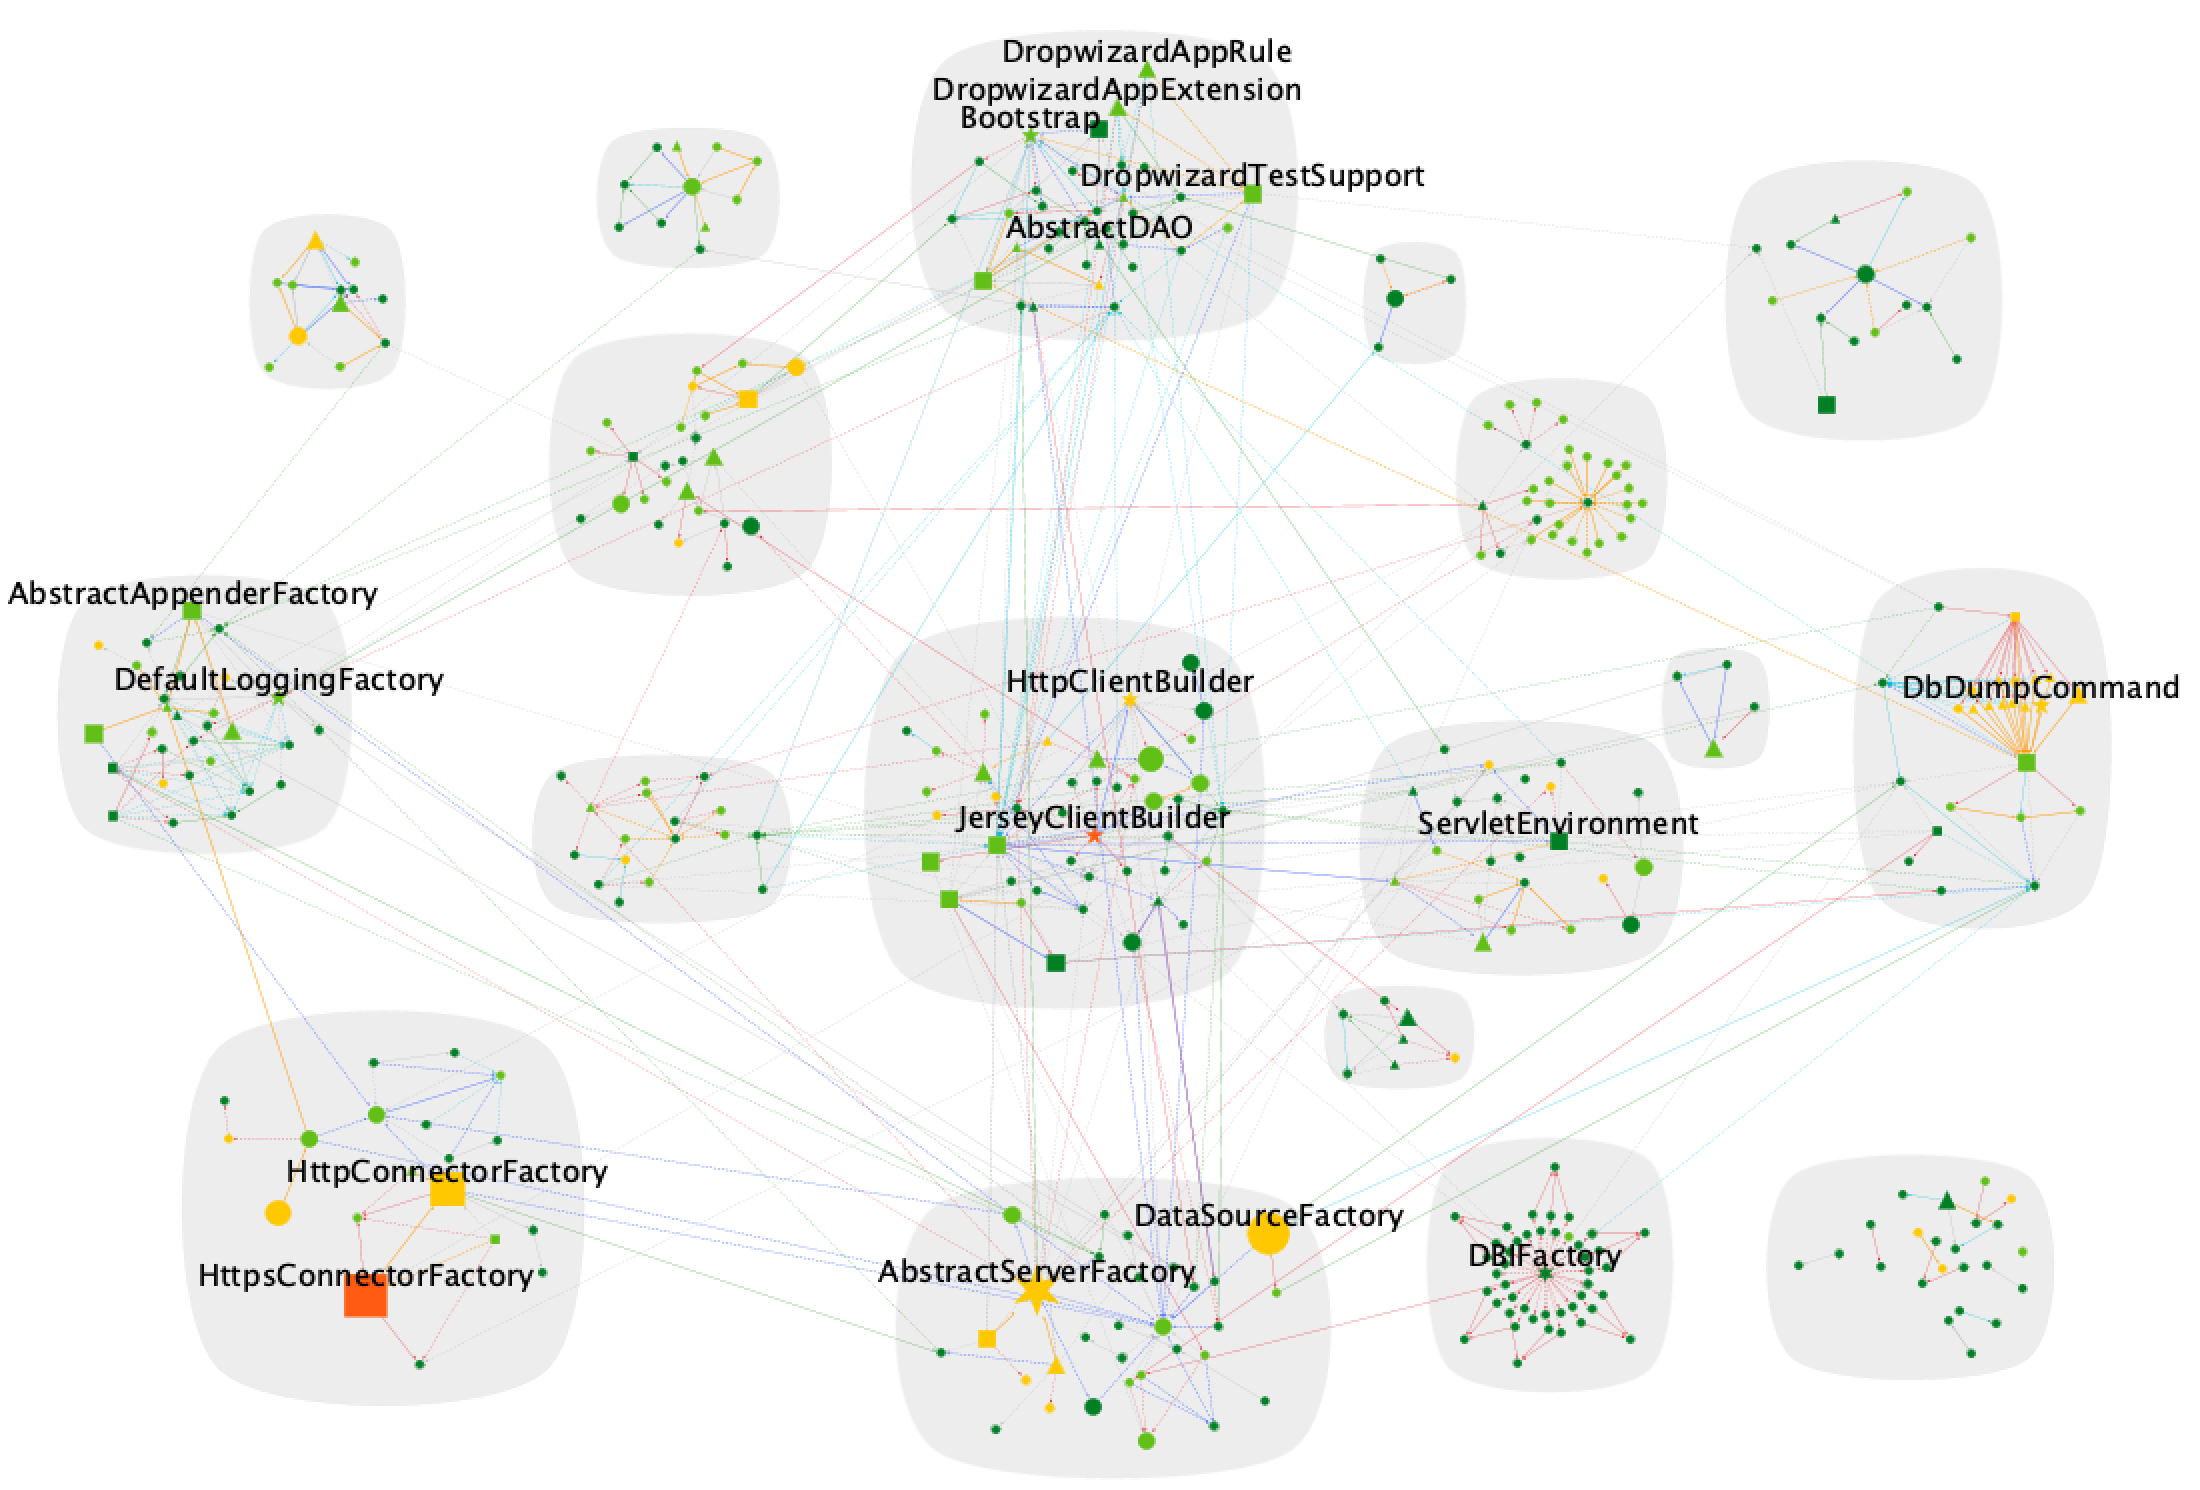 DropwizardAppRule
DropwizardAppExtension
Bootstrap
DropwizardTestSupport
AbstractDAO
AbstractAppenderFactory
DefaultLoggingFactory
HttpClientBuilder
DbDumpCommand
JerseyClientBuilder
ServletEnvironment
HttpConnectorFactory
DataSourceFactory
DBIFactory
AbstractServerFactory
HttpsConnectorFactory